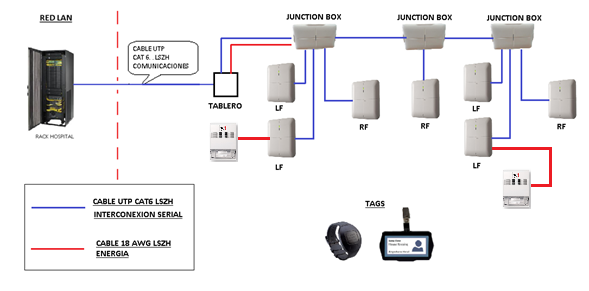 RED LAN
JUNCTION BOX
JUNCTION BOX
JUNCTION BOX
CABLE UTP
CAT 6. . LSZH
COMUNICACIONES
TABLERO
LF
RF
RF
LF
RF
RACK HOSPITAL
LF
LF
CABLE UTP CAT6 LSZH
INTERCONEXION SERIAL
CABLE 18 AWG LSZH
ENERGIA
TAGS